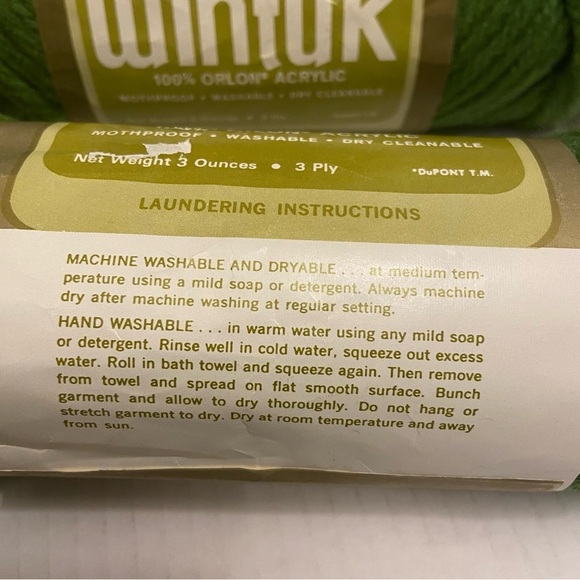 wintuk
100% ORLON* ACRYLIC
MOTHPROOF • WASHABLE • DRY CLEANABLE
MOTHPROOF • WASHABLE • DRY CLEANABLE
Net Weight 3 Ounces • 3 Ply
*DuPONT T.M.
LAUNDERING INSTRUCTIONS
MACHINE WASHABLE AND DRYABLE . . . at medium tem-
perature using a mild soap or detergent. Always machine
dry after machine washing at regular setting.
HAND WASHABLE . . . in warm water using any mild soap
or detergent. Rinse well in cold water, squeeze out excess
water. Roll in bath towel and squeeze again. Then remove
from towel and spread on flat smooth surface. Bunch
garment and allow to dry thoroughly. Do not hang or
stretch garment to dry. Dry at room temperature and away
from sun.